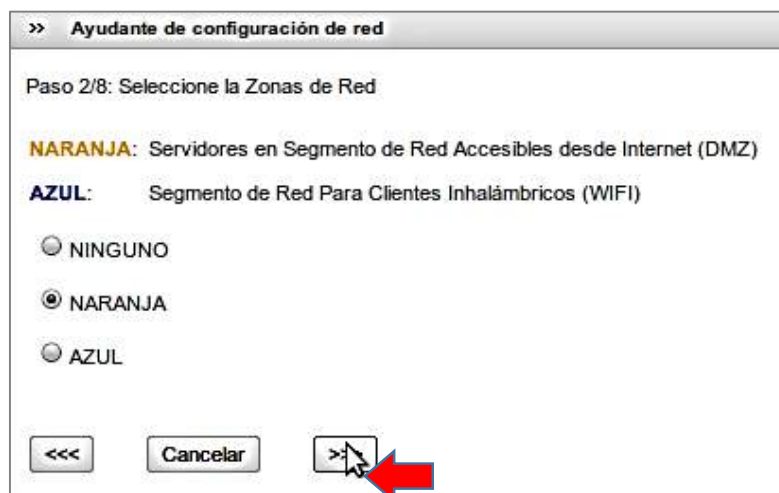 >> Ayudante de configuración de red
Paso 2/8: Seleccione la Zonas de Red
NARANJA: Servidores en Segmento de Red Accesibles desde Internet (DMZ)
AZUL: Segmento de Red Para Clientes Inhalámbricos (WIFI)
NINGUNO
NARANJA
AZUL
<<< Cancelar >>>